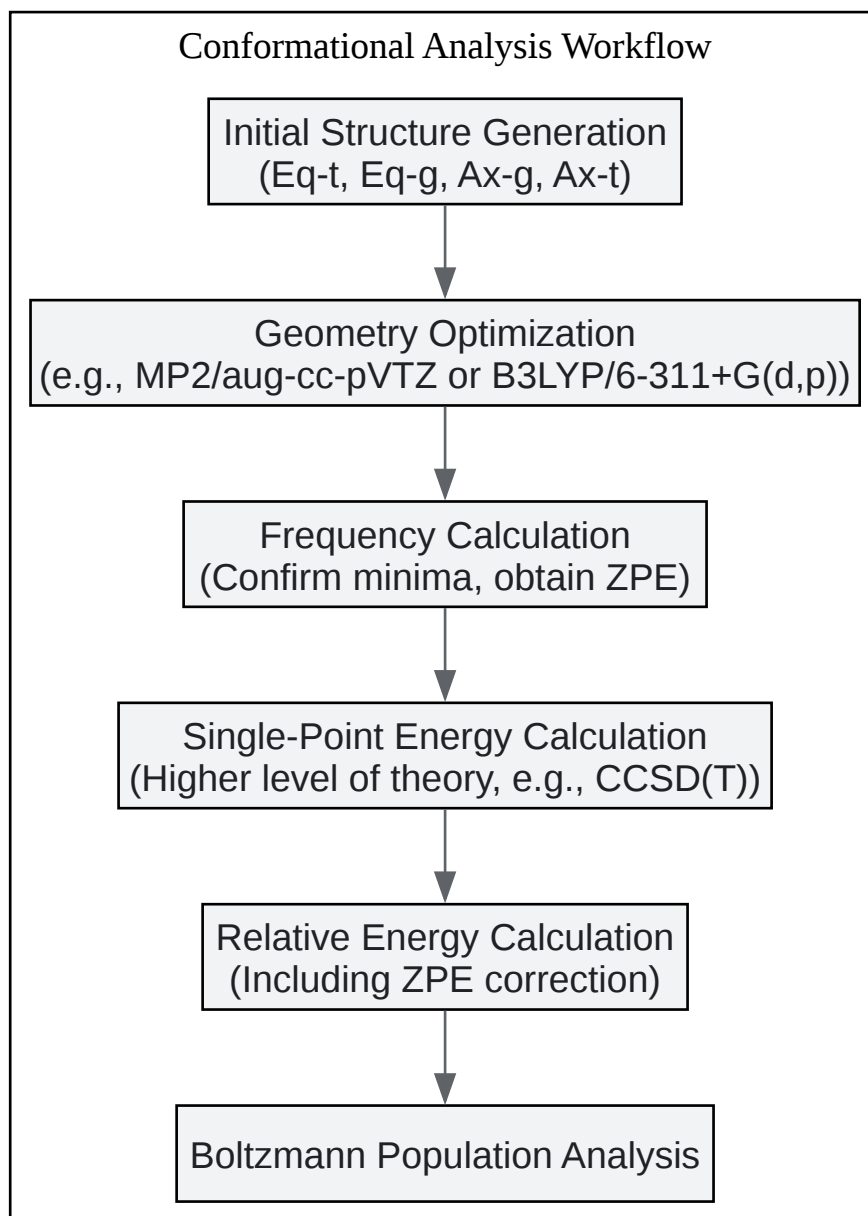 Conformational Analysis Workflow
Initial Structure Generation
(Eq-t, Eq-g, Ax-g, Ax-t)
Geometry Optimization
(e.g., MP2/aug-cc-pVTZ or B3LYP/6-311+G(d,p))
Frequency Calculation
(Confirm minima, obtain ZPE)
Single-Point Energy Calculation
(Higher level of theory, e.g., CCSD(T))
Relative Energy Calculation
(Including ZPE correction)
Boltzmann Population Analysis